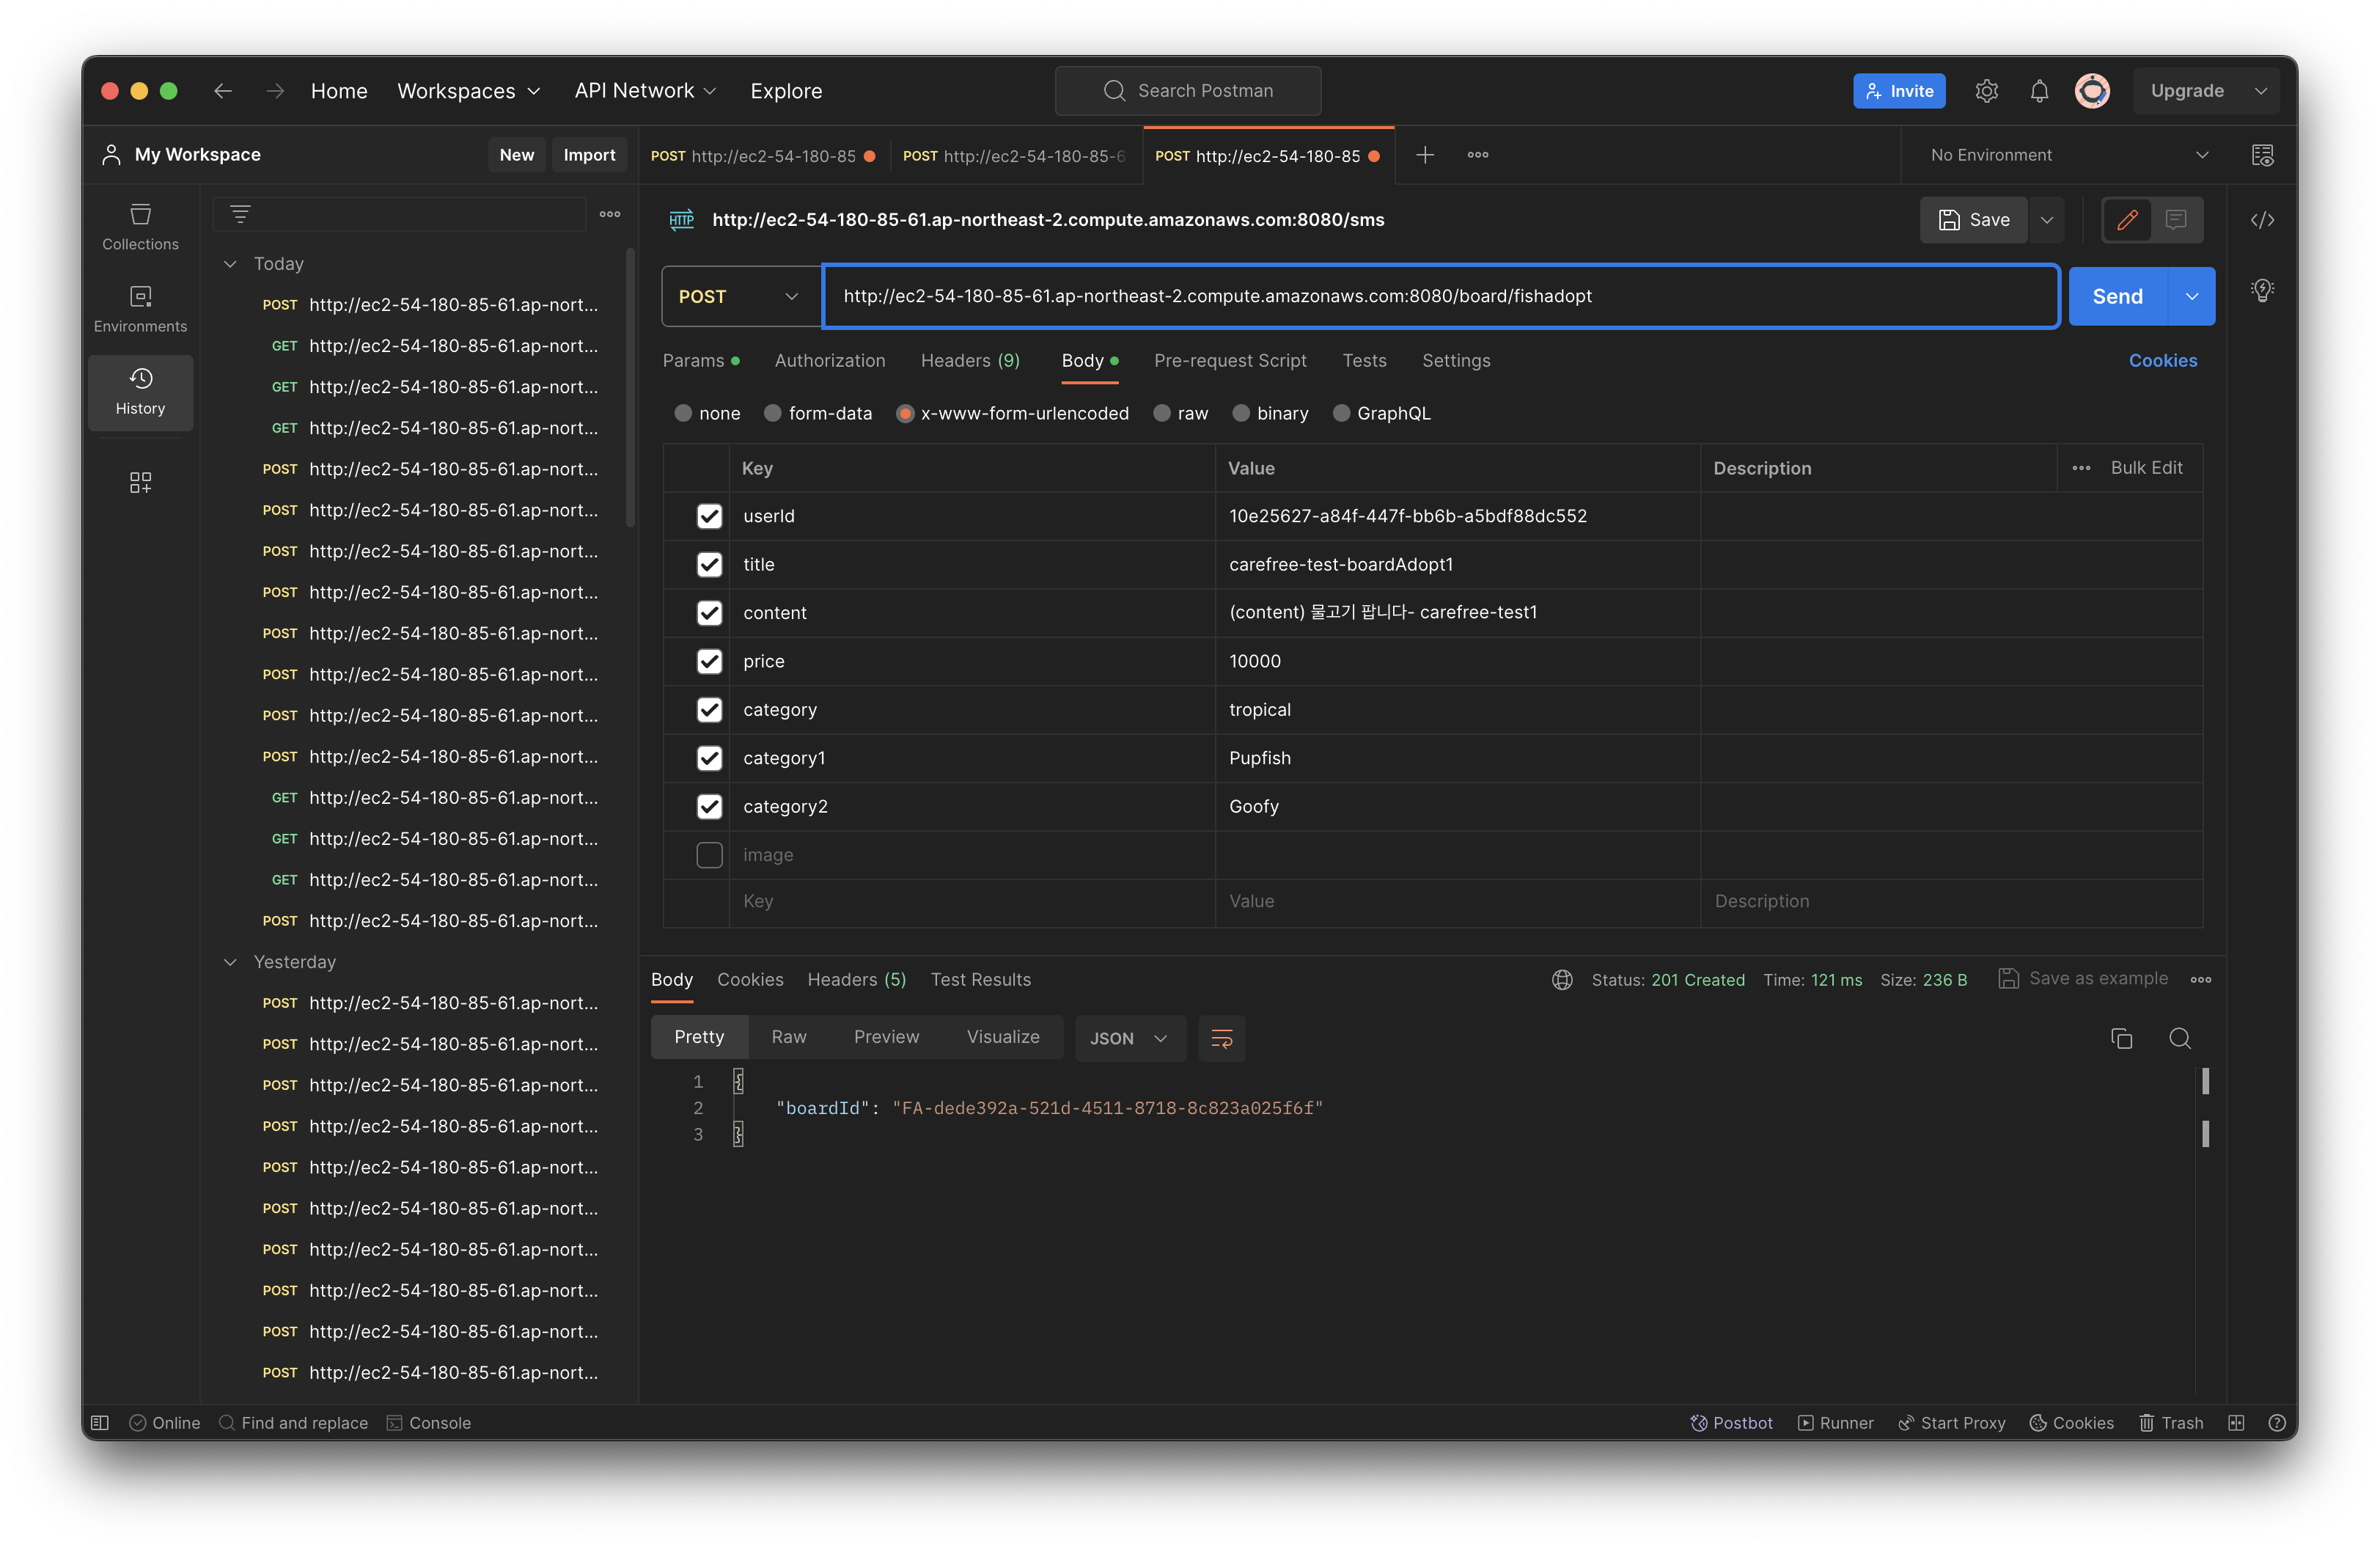 Home Workspaces API Network Explore Search Postman Invite Upgrade
My Workspace New Import POST http://ec2-54-180-85 POST http://ec2-54-180-85-6 POST http://ec2-54-180-85 No Environment
Collections
Environments
History
Today
POST http://ec2-54-180-85-61.ap-nort...
GET http://ec2-54-180-85-61.ap-nort...
GET http://ec2-54-180-85-61.ap-nort...
GET http://ec2-54-180-85-61.ap-nort...
POST http://ec2-54-180-85-61.ap-nort...
POST http://ec2-54-180-85-61.ap-nort...
POST http://ec2-54-180-85-61.ap-nort...
POST http://ec2-54-180-85-61.ap-nort...
POST http://ec2-54-180-85-61.ap-nort...
POST http://ec2-54-180-85-61.ap-nort...
POST http://ec2-54-180-85-61.ap-nort...
POST http://ec2-54-180-85-61.ap-nort...
GET http://ec2-54-180-85-61.ap-nort...
GET http://ec2-54-180-85-61.ap-nort...
GET http://ec2-54-180-85-61.ap-nort...
POST http://ec2-54-180-85-61.ap-nort...
Yesterday
POST http://ec2-54-180-85-61.ap-nort...
POST http://ec2-54-180-85-61.ap-nort...
POST http://ec2-54-180-85-61.ap-nort...
POST http://ec2-54-180-85-61.ap-nort...
POST http://ec2-54-180-85-61.ap-nort...
POST http://ec2-54-180-85-61.ap-nort...
POST http://ec2-54-180-85-61.ap-nort...
POST http://ec2-54-180-85-61.ap-nort...
POST http://ec2-54-180-85-61.ap-nort...
POST http://ec2-54-180-85-61.ap-nort...
HTTP http://ec2-54-180-85-61.ap-northeast-2.compute.amazonaws.com:8080/sms Save
POST http://ec2-54-180-85-61.ap-northeast-2.compute.amazonaws.com:8080/board/fishadopt Send
Params Authorization Headers (9) Body Pre-request Script Tests Settings Cookies
none form-data x-www-form-urlencoded raw binary GraphQL
Key Value Description Bulk Edit
userId 10e25627-a84f-447f-bb6b-a5bdf88dc552
title carefree-test-boardAdopt1
content (content) 물고기 팝니다- carefree-test1
price 10000
category tropical
category1 Pupfish
category2 Goofy
image
Key Value Description
Body Cookies Headers (5) Test Results Status: 201 Created Time: 121 ms Size: 236 B Save as example
Pretty Raw Preview Visualize JSON
1 {
2 "boardId": "FA-dede392a-521d-4511-8718-8c823a025f6f"
3 }
Online Find and replace Console Postbot Runner Start Proxy Cookies Trash